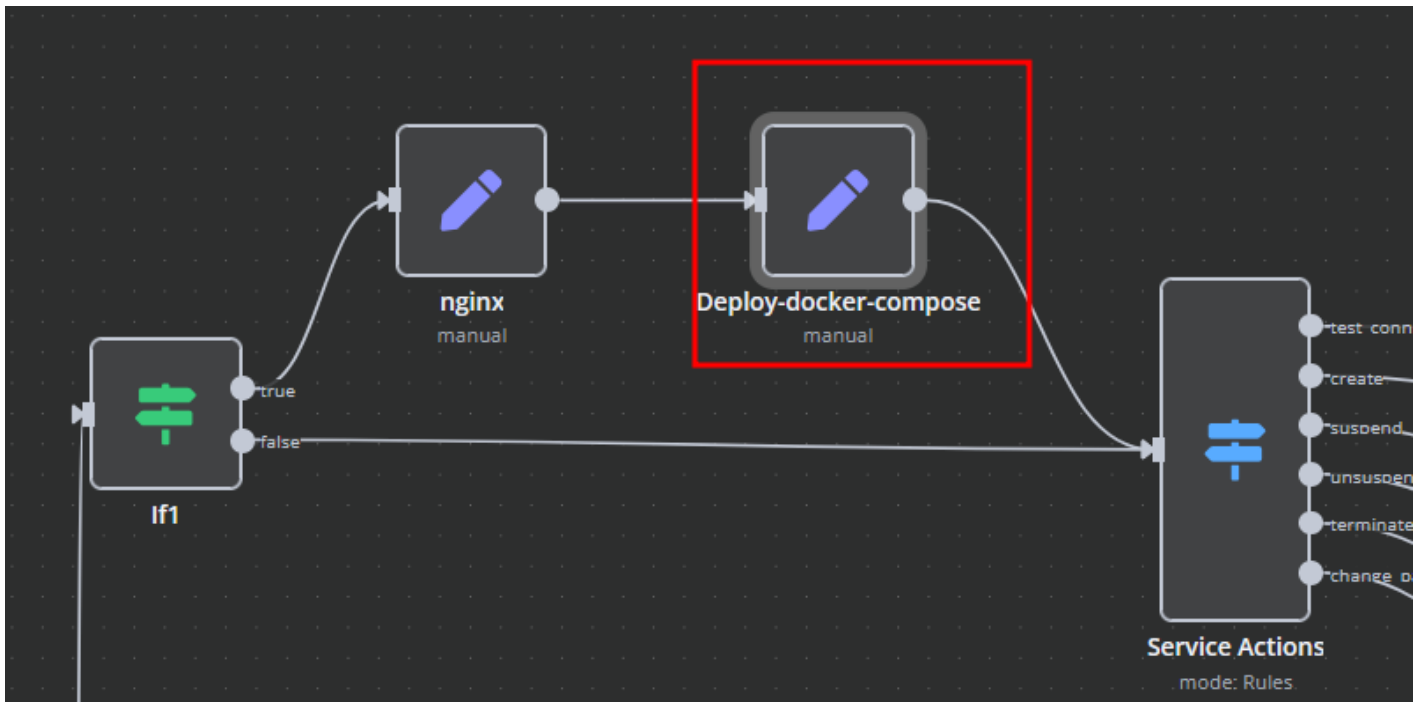 nginx
manual
Deploy-docker-compose
manual
true
false
If1
test conn
create
suspend
unsuspen
terminate
change
Service Actions
mode: Rules